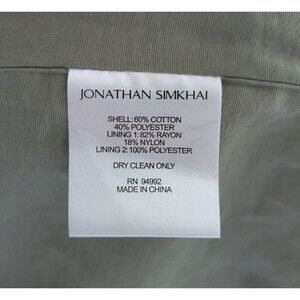 JONATHAN SIMKHAI
SHELL:60% COTTON
40% POLYESTER
LINING 1:82% RAYON
18% NYLON
LINING 2:100% POLYESTER
DRY CLEAN ONLY
RN 94992
MADE IN CHINA